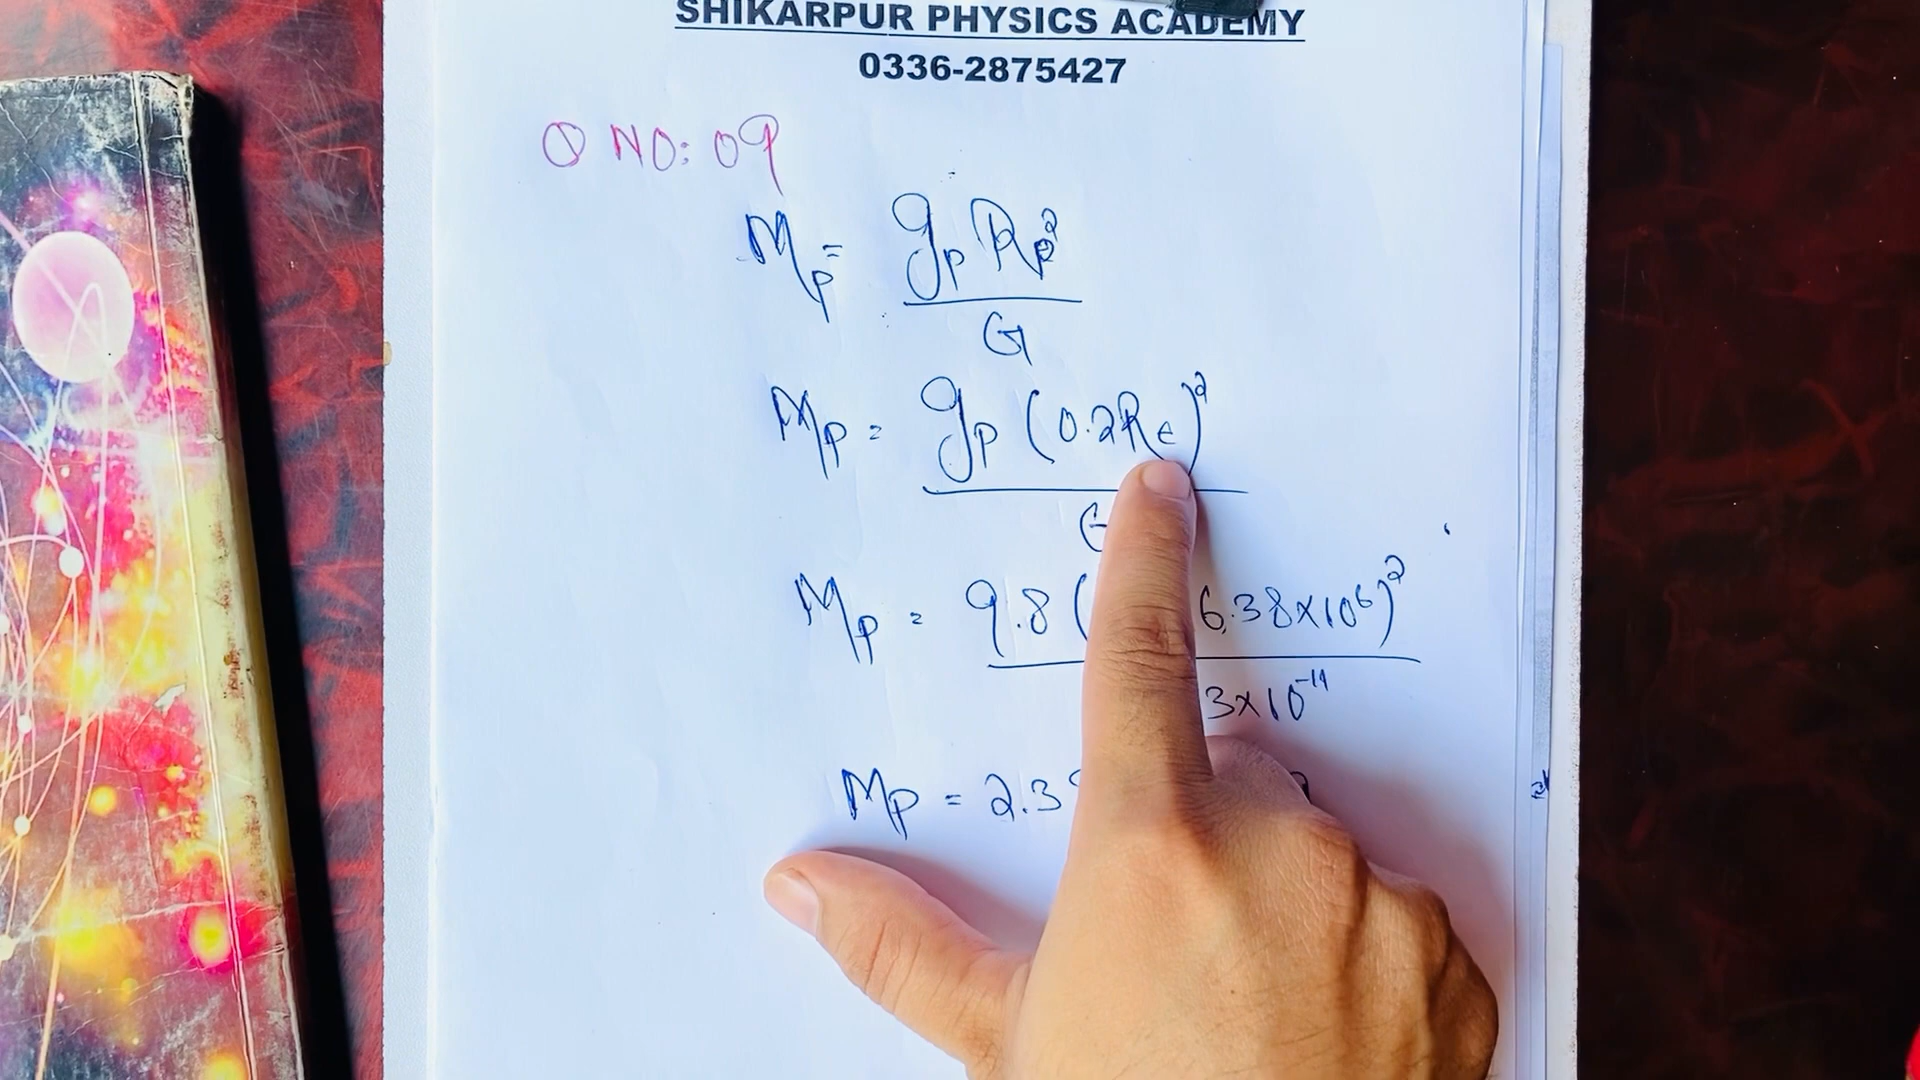 SHIKARPUR PHYSICS ACADEMY
0336-2875427
Q NO: 09
Mp = gp Rp²
G
Mp = gp (0.2Re)²
G
Mp = 9.8 ( 6.38x10⁶)²
3x10⁻¹¹
Mp = 2.3